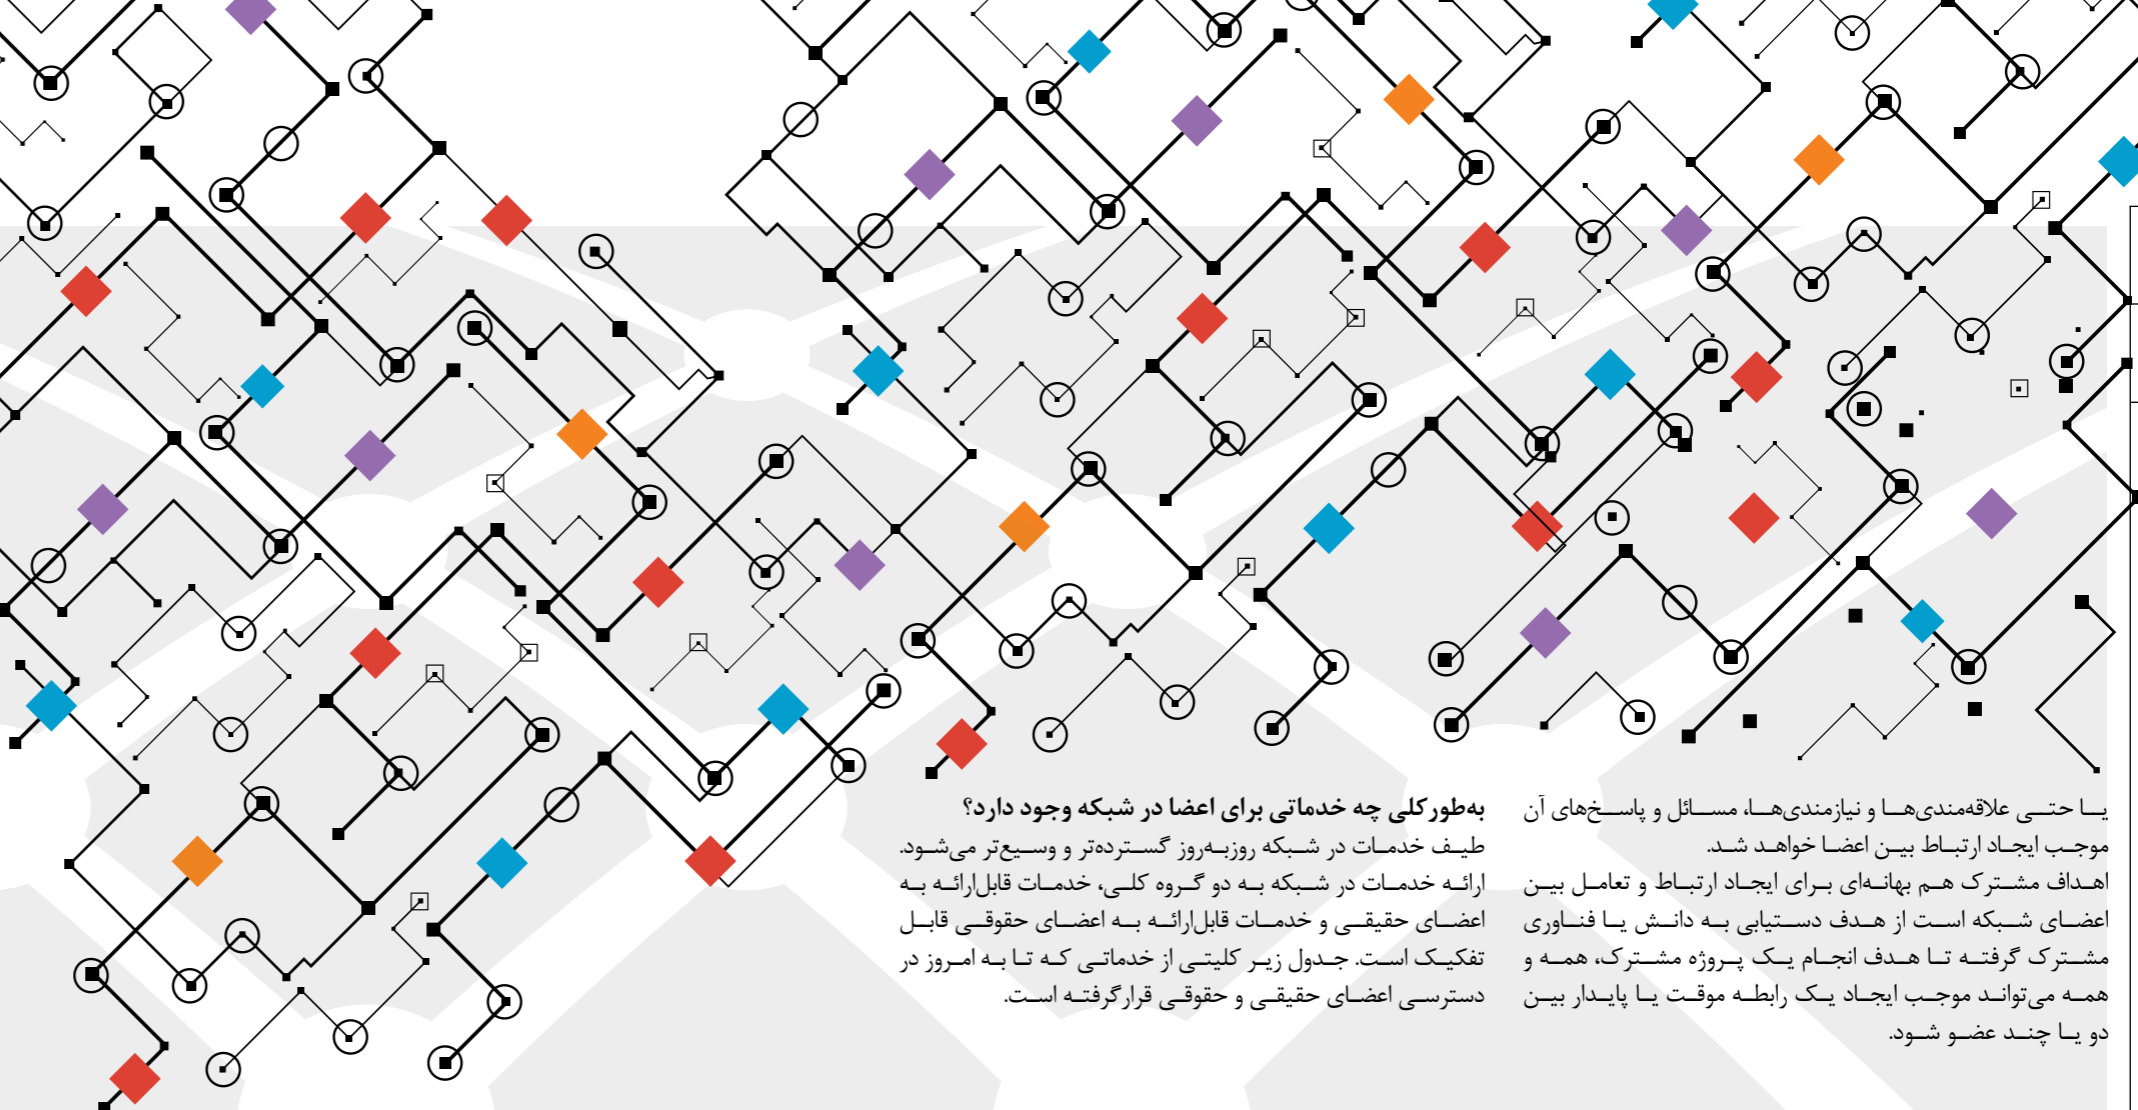 یا حتی علاقه‌مندی‌ها و نیازمندی‌ها، مسائل و پاسخ‌های آن
موجب ایجاد ارتباط بین اعضا خواهد شد.
اهداف مشترک هم بهانه‌ای برای ایجاد ارتباط و تعامل بین
اعضای شبکه است از هدف دستیابی به دانش یا فناوری
مشترک گرفته تا هدف انجام یک پروژه مشترک، همه و
همه می‌تواند موجب ایجاد یک رابطه موقت یا پایدار بین
دو یا چند عضو شود.
به‌طورکلی چه خدماتی برای اعضا در شبکه وجود دارد؟
طیف خدمات در شبکه روزبه‌روز گسترده‌تر و وسیع‌تر می‌شود.
ارائه خدمات در شبکه به دو گروه کلی، خدمات قابل‌ارائه به
اعضای حقیقی و خدمات قابل‌ارائه به اعضای حقوقی قابل
تفکیک است. جدول زیر کلیتی از خدماتی که تا به امروز در
دسترسی اعضای حقیقی و حقوقی قرارگرفته است.